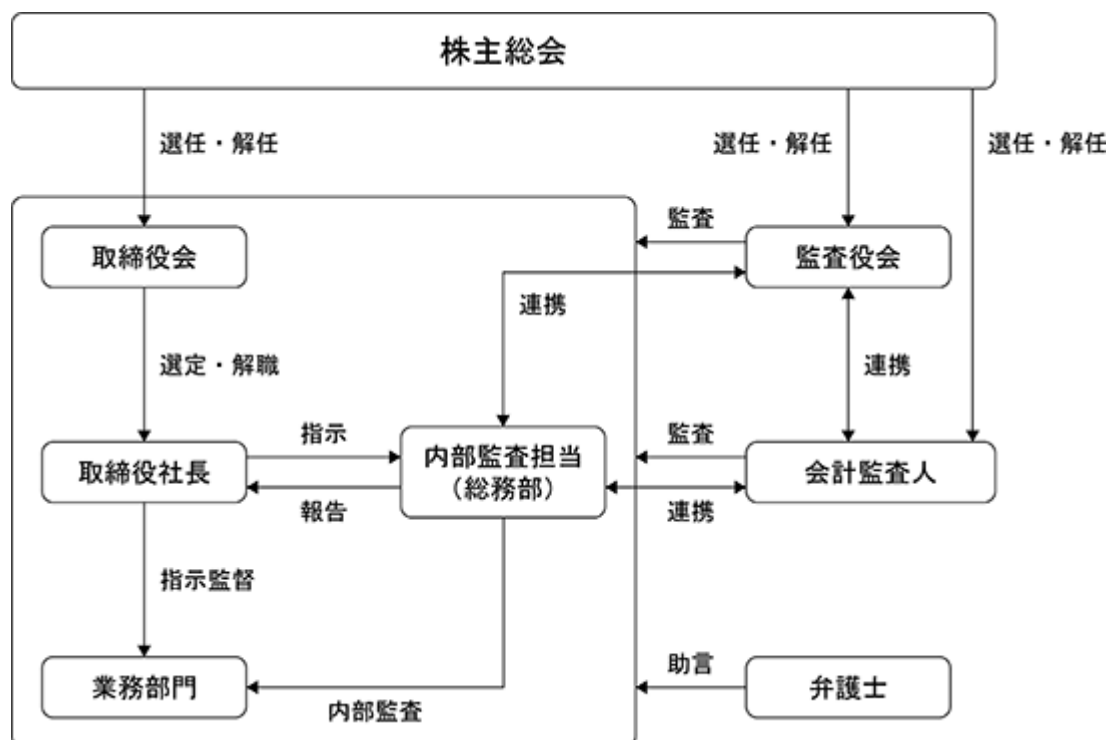 株主総会
選任・解任
選任・解任
選任・解任
取締役会
監査
監査役会
連携
選定・解職
連携
取締役社長
指示
報告
内部監査担当
（総務部）
監査
連携
会計監査人
指示監督
業務部門
内部監査
助言
弁護士